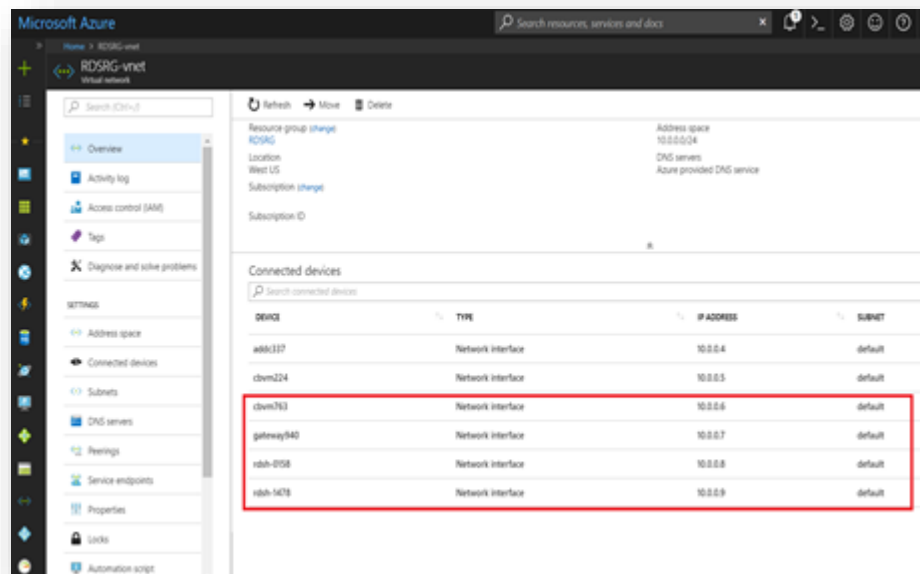 Microsoft Azure
Search resources, services and docs
Home > RDSRG-vnet
RDSRG-vnet
Virtual network
Search (Ctrl+/)
Refresh Move Delete
Resource group (change)
RDSRG
Address space
10.0.0.0/24
Location
West US
DNS servers
Azure provided DNS service
Subscription (change)
Subscription ID
Overview
Activity log
Access control (IAM)
Tags
Diagnose and solve problems
SETTINGS
Address space
Connected devices
Subnets
DNS servers
Peerings
Service endpoints
Properties
Locks
Automation script
Connected devices
Search connected devices
DEVICE TYPE IP ADDRESS SUBNET
addc337 Network interface 10.0.0.4 default
cbvm224 Network interface 10.0.0.5 default
cbvm763 Network interface 10.0.0.6 default
gateway940 Network interface 10.0.0.7 default
rdsh-0158 Network interface 10.0.0.8 default
rdsh-1478 Network interface 10.0.0.9 default